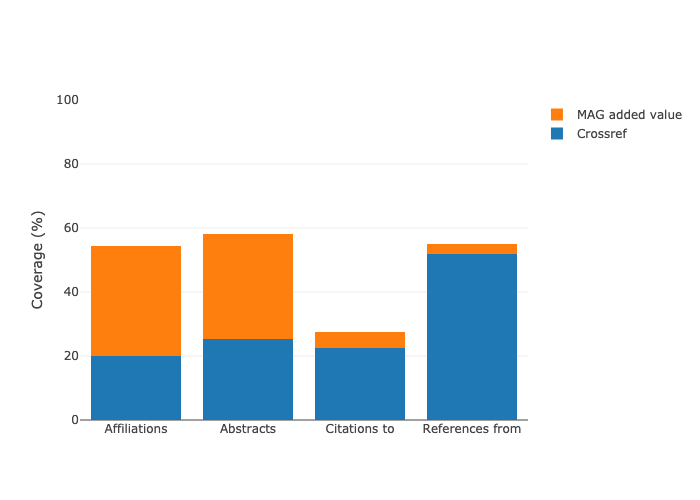 100
80
60
40
20
0
Coverage (%)
Affiliations
Abstracts
Citations to
References from
MAG added value
Crossref